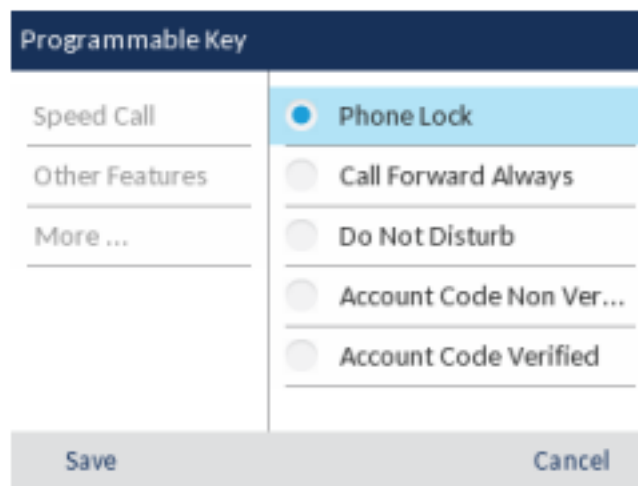 Programmable Key
Speed Call
Other Features
More ...
Phone Lock
Call Forward Always
Do Not Disturb
Account Code Non Ver...
Account Code Verified
Save
Cancel